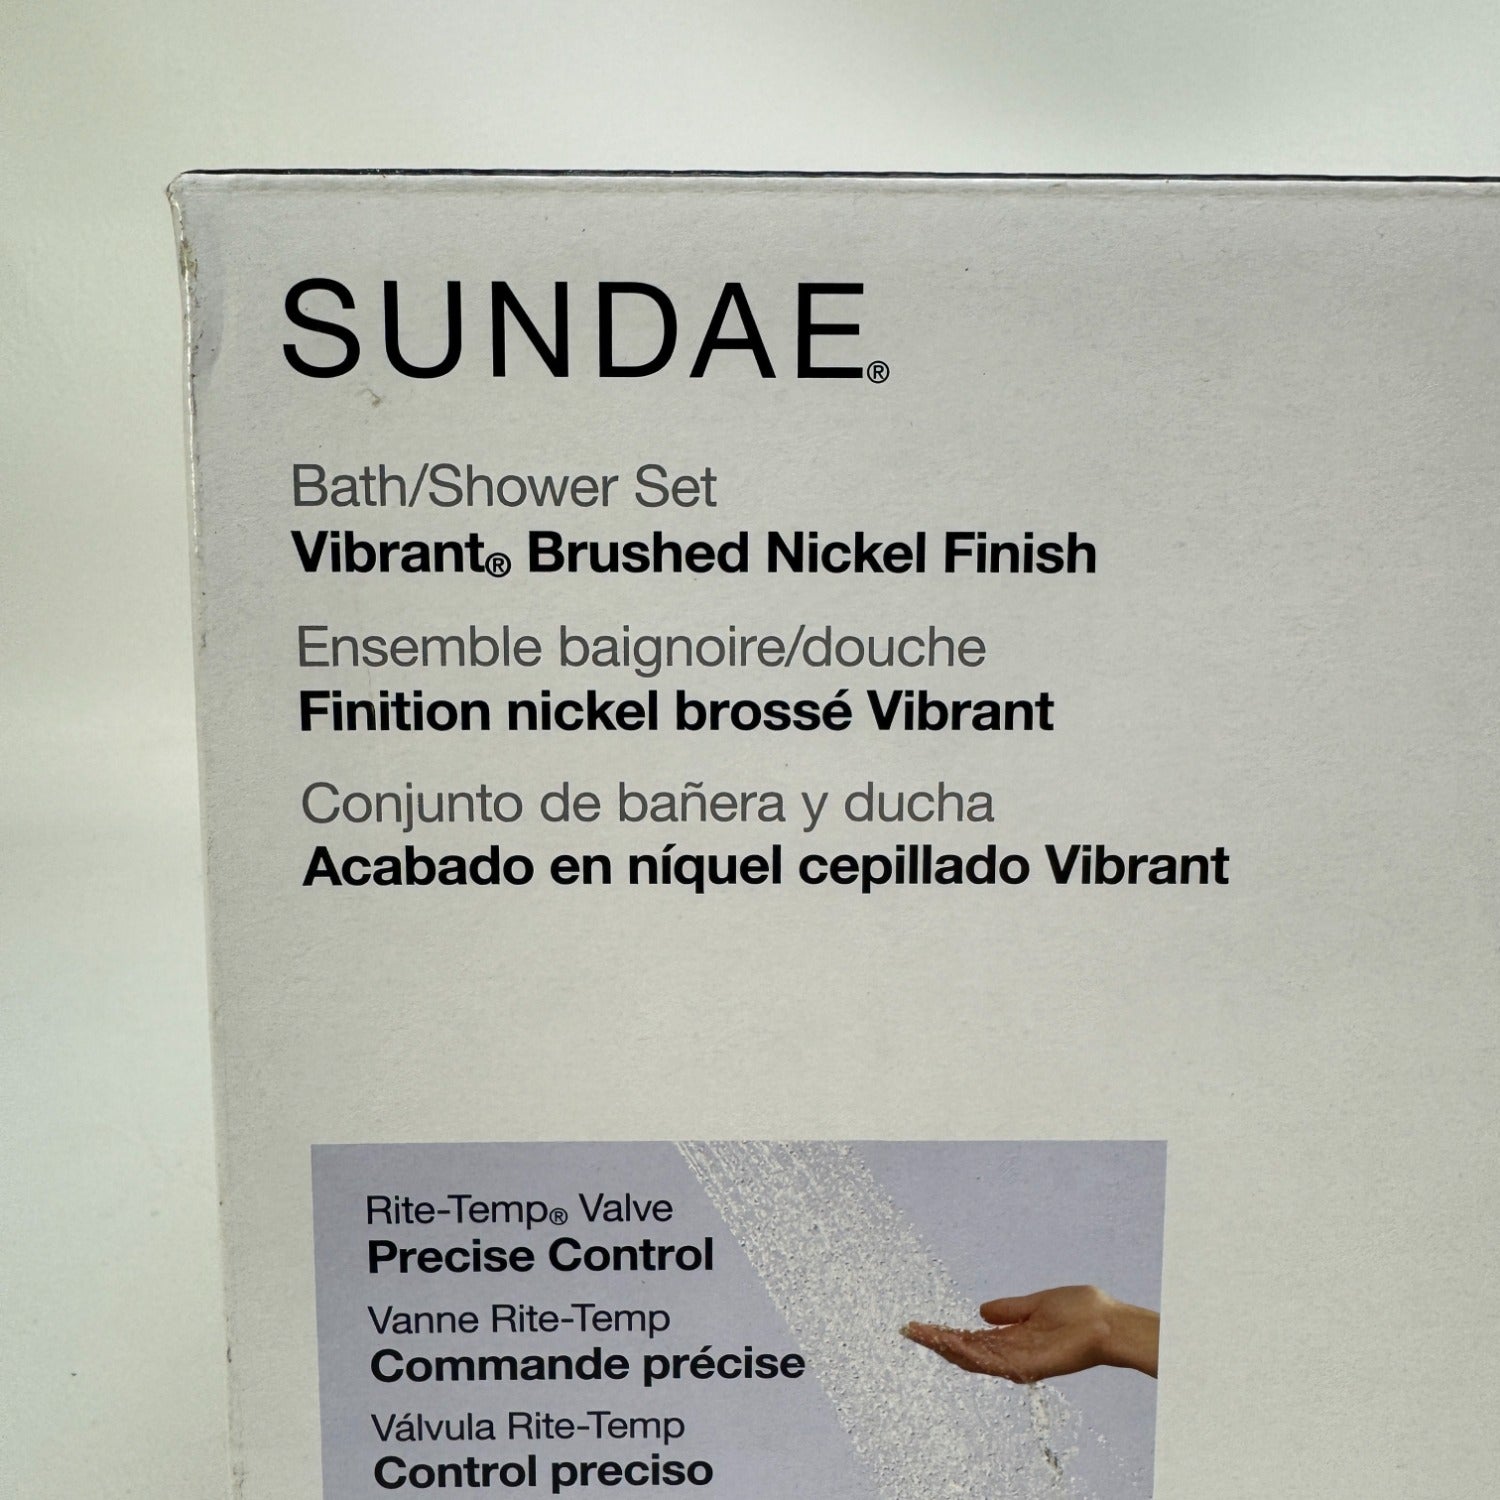 SUNDAE®
Bath/Shower Set
Vibrant® Brushed Nickel Finish
Ensemble baignoire/douche
Finition nickel brossé Vibrant
Conjunto de bañera y ducha
Acabado en níquel cepillado Vibrant
Rite-Temp® Valve
Precise Control
Vanne Rite-Temp
Commande précise
Válvula Rite-Temp
Control preciso